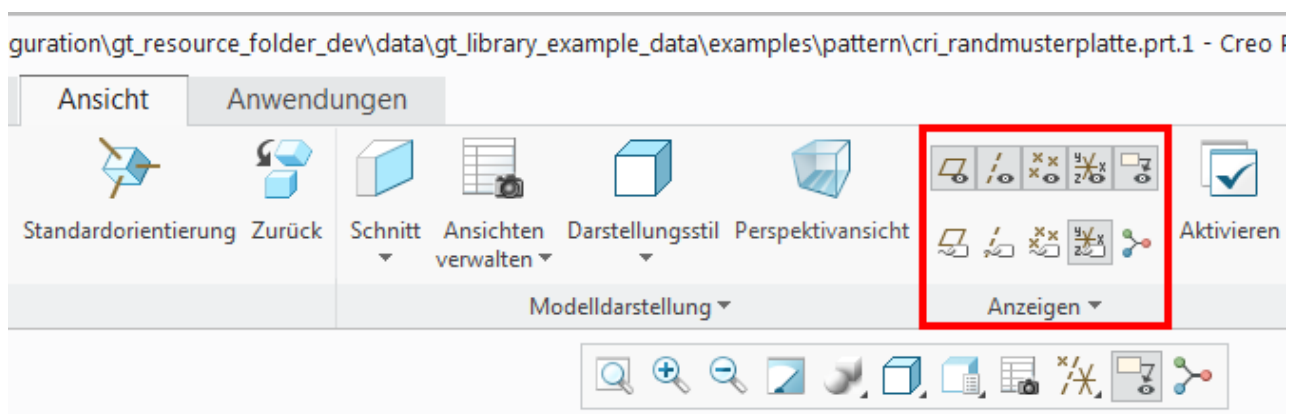 guration\gt_resource_folder_dev\data\gt_library_example_data\examples\pattern\cri_randmusterplatte.prt.1 - Creo
Ansicht Anwendungen
Standardorientierung Zurück Schnitt Ansichten Darstellungsstil Perspektivansicht Aktivieren
verwalten
Modelldarstellung Anzeigen